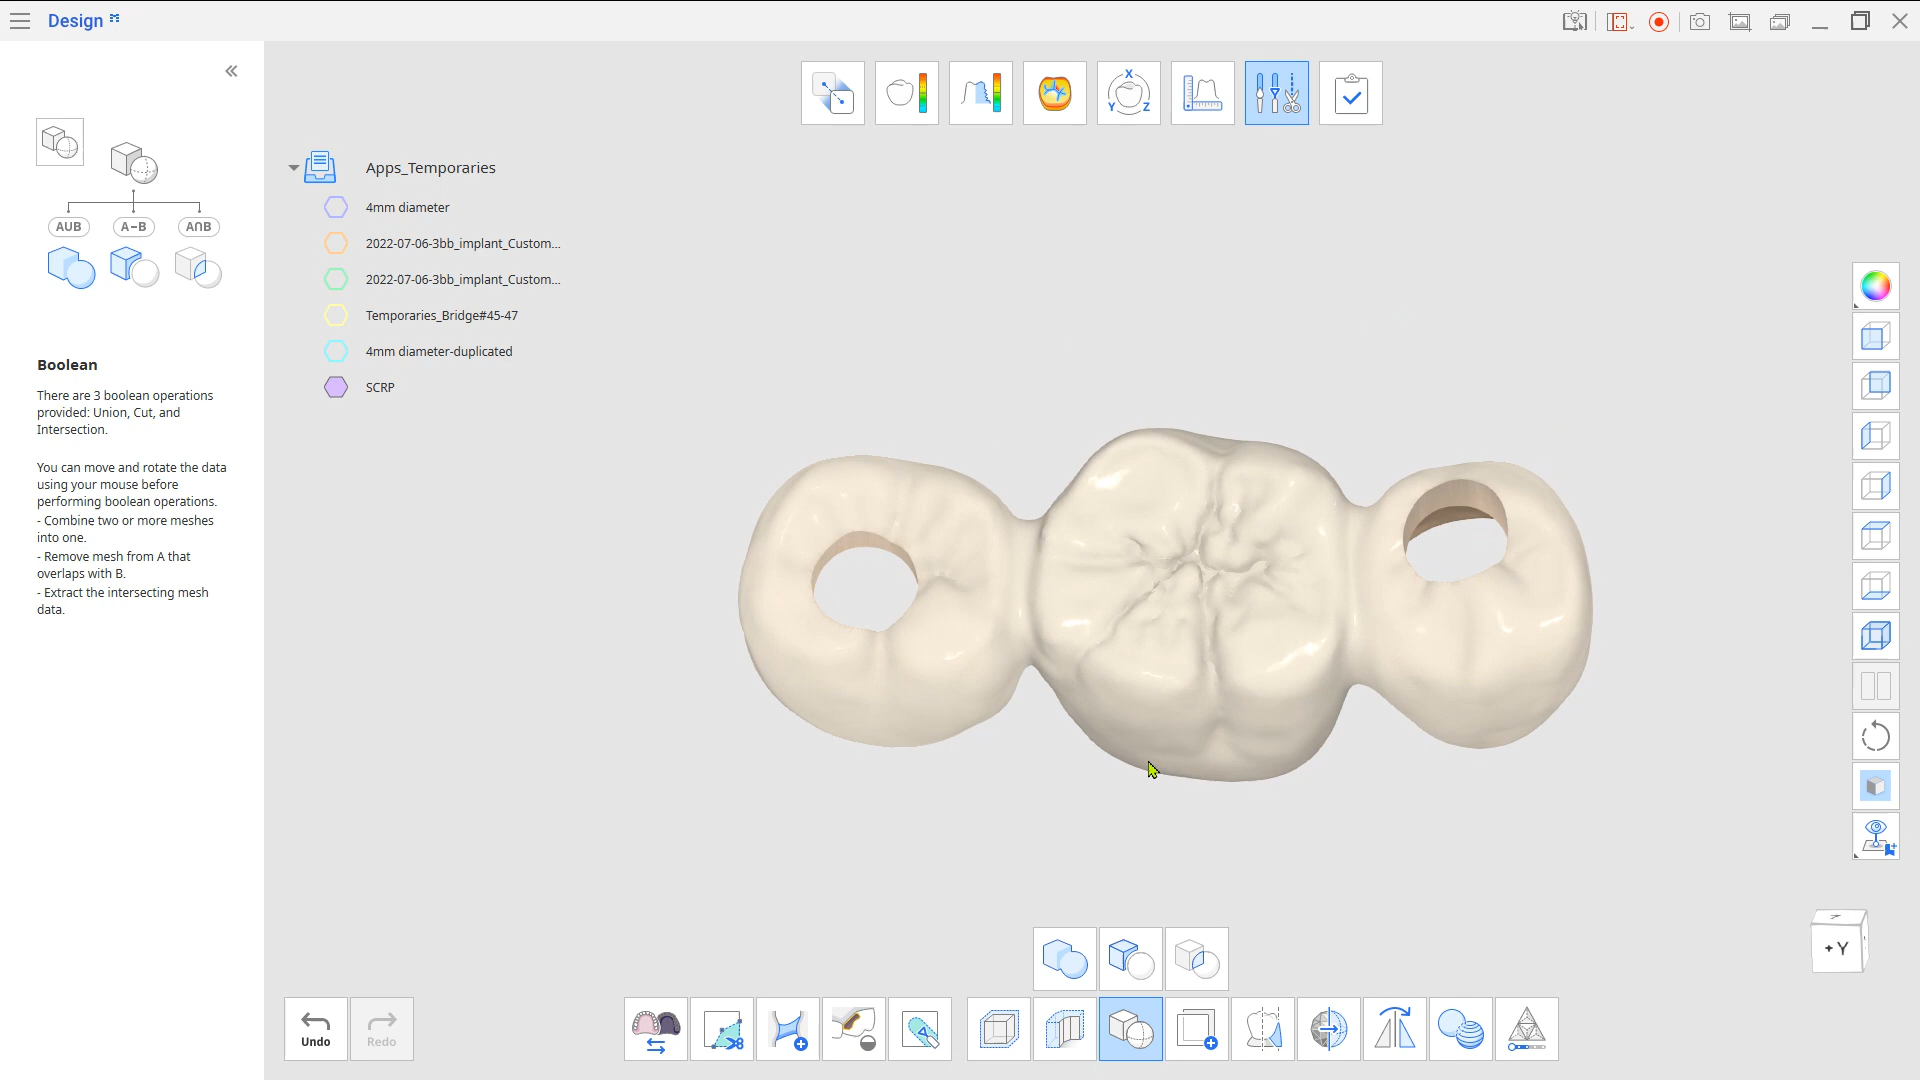 Design
X
Y
Z
Apps_Temporaries
4mm diameter
2022-07-06-3bb_implant_Custom...
2022-07-06-3bb_implant_Custom...
Temporaries_Bridge#45-47
4mm diameter-duplicated
SCRP
A∪B
A−B
A∩B
Boolean
There are 3 boolean operations
provided: Union, Cut, and
Intersection.
You can move and rotate the data
using your mouse before
performing boolean operations.
- Combine two or more meshes
into one.
- Remove mesh from A that
overlaps with B.
- Extract the intersecting mesh
data.
+Y
Undo
Redo